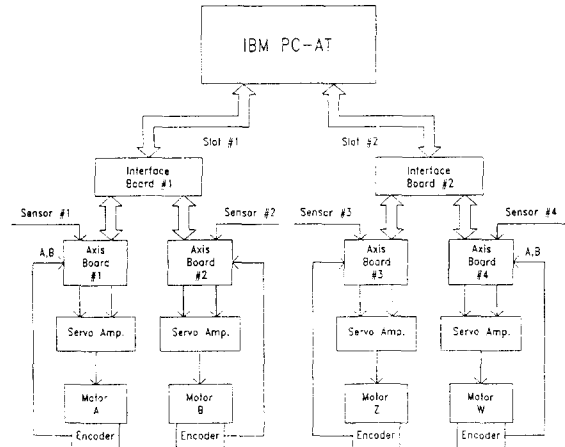 IBM PC-AT
Slot #1
Slot #2
Interface
Board #1
Interface
Board #2
Sensor #1
Sensor #2
Sensor #3
Sensor #4
A,B
Axis
Board
#1
Axis
Board
#2
Axis
Board
#3
Axis
Board
#4
A,B
Servo Amp.
Servo Amp.
Servo Amp.
Servo Amp.
Motor
A
Motor
B
Motor
Z
Motor
W
Encoder
Encoder
Encoder
Encoder